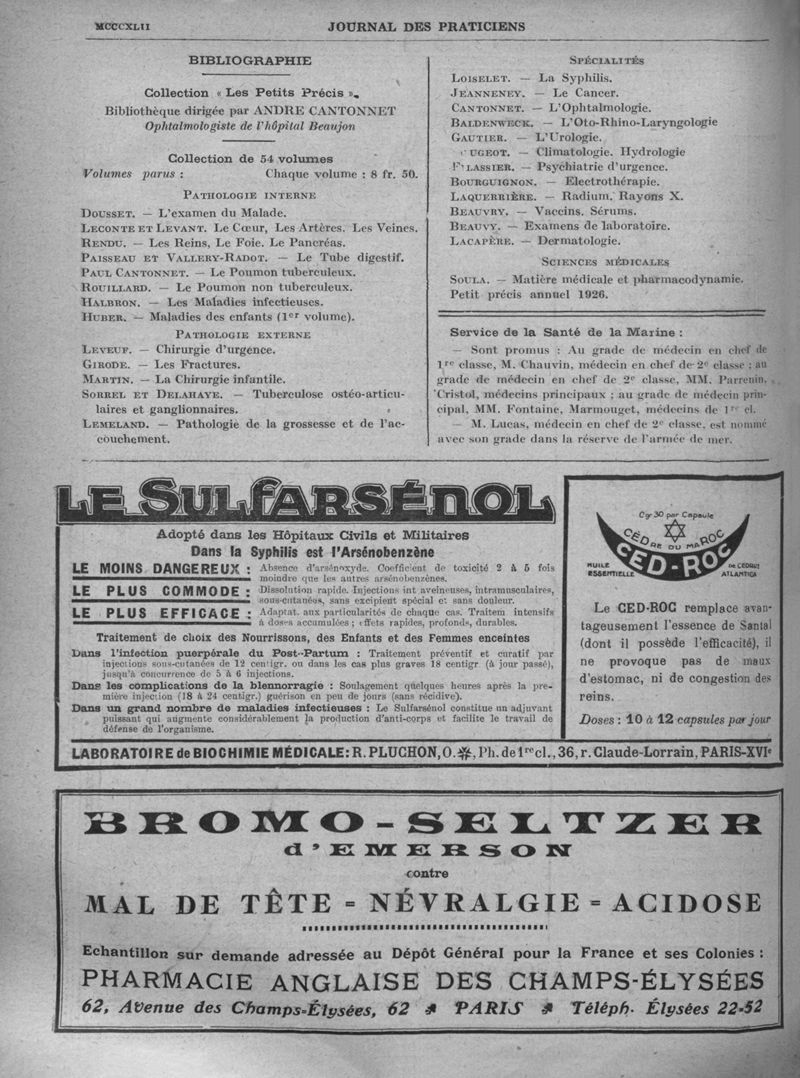 MCCCXLII
JOURNAL DES PRATICIENS
BIBLIOGRAPHIE
Collection « Les Petits Précis ».
Bibliothèque dirigée par ANDRE CANTONNET
Ophtalmologiste de l'hôpital Beaujon
Collection de 54 volumes
Volumes parus : Chaque volume : 8 fr. 50.
PATHOLOGIE INTERNE
DOUSSET. — L'examen du Malade.
LECONTE ET LEVANT. Le Cœur, Les Artères. Les Veines.
RENDU. — Les Reins, Le Foie. Le Pancréas.
PAISSEAU ET VALLERY-RADOT. — Le Tube digestif.
PAUL CANTONNET. — Le Poumon tuberculeux.
ROUILLARD. — Le Poumon non tuberculeux.
HALBRON. — Les Maladies infectieuses.
HUBER. — Maladies des enfants (1er volume).
PATHOLOGIE EXTERNE
LEVEUF. — Chirurgie d'urgence.
GIRODE. — Les Fractures.
MARTIN. — La Chirurgie infantile.
SORREL ET DELAHAYE. — Tuberculose ostéo-articu-
laires et ganglionnaires.
LEMELAND. — Pathologie de la grossesse et de l'ac-
couchement.
SPÉCIALITÉS
LOISELET. — La Syphilis.
JEANNENEY. — Le Cancer.
CANTONNET. — L'Ophtalmologie.
BALDENWECK. — L'Oto-Rhino-Laryngologie
GAUTIER. — L'Urologie.
UGEOT. — Climatologie. Hydrologie
FLASSIER. — Psychiatrie d'urgence.
BOURGUIGNON. — Electrothérapie.
LAQUERRIÈRE. — Radium. Rayons X.
BEAUVRY. — Vaccins. Sérums.
BEAUVY. — Examens de laboratoire.
LACAPÈRE. — Dermatologie.
SCIENCES MÉDICALES
SOULA. — Matière médicale et pharmacodynamie.
Petit précis annuel 1926.
Service de la Santé de la Marine :
— Sont promus : Au grade de médecin en chef de
1re classe, M. Chauvin, médecin en chef de 2e classe ; au
grade de médecin en chef de 2e classe, MM. Parrenin,
Cristol, médecins principaux ; au grade de médecin prin-
cipal, MM. Fontaine, Marmouget, médecins de 1re cl.
— M. Lucas, médecin en chef de 2e classe, est nommé
avec son grade dans la réserve de l'armée de mer.
LE SULFARSÉNOL
Adopté dans les Hôpitaux Civils et Militaires
Dans la Syphilis est l'Arsénobenzène
LE MOINS DANGEREUX : Absence d'arsénoxyde. Coefficient de toxicité 2 à 5 fois
moindre que les autres arsénobenzènes.
LE PLUS COMMODE : Dissolution rapide. Injections intraveineuses, intramusculaires,
sous-cutanées, sans excipient spécial et sans douleur.
LE PLUS EFFICACE : Adaptat. aux particularités de chaque cas. Traitem intensifs
à doses accumulées ; effets rapides, profonds, durables.
Traitement de choix des Nourrissons, des Enfants et des Femmes enceintes
Dans l'infection puerpérale du Post-Partum : Traitement préventif et curatif par
injections sous-cutanées de 12 centigr. ou dans les cas plus graves 18 centigr (à jour passé),
jusqu'à concurrence de 5 à 6 injections.
Dans les complications de la blennorragie : Soulagement quelques heures après la pre-
mière injection (18 à 24 centigr.) guérison en peu de jours (sans récidive).
Dans un grand nombre de maladies infectieuses : Le Sulfarsénol constitue un adjuvant
puissant qui augmente considérablement la production d'anti-corps et facilite le travail de
défense de l'organisme.
Cgr 30 par Capsule
CÈDRE DU MAROC
CED-ROC
HUILE ESSENTIELLE
DE CEDRUS ATLANTICA
Le CED-ROC remplace avan-
tageusement l'essence de Santal
(dont il possède l'efficacité), il
ne provoque pas de maux
d'estomac, ni de congestion des
reins.
Doses : 10 à 12 capsules par jour
LABORATOIRE de BIOCHIMIE MÉDICALE : R. PLUCHON, O. ✻, Ph. de 1re cl., 36, r. Claude-Lorrain, PARIS-XVIe
BROMO-SELTZER
d'EMERSON
contre
MAL DE TÊTE = NÉVRALGIE = ACIDOSE
Echantillon sur demande adressée au Dépôt Général pour la France et ses Colonies :
PHARMACIE ANGLAISE DES CHAMPS-ÉLYSÉES
62, Avenue des Champs-Élysées, 62 PARIS Téléph. Élysées 22-52